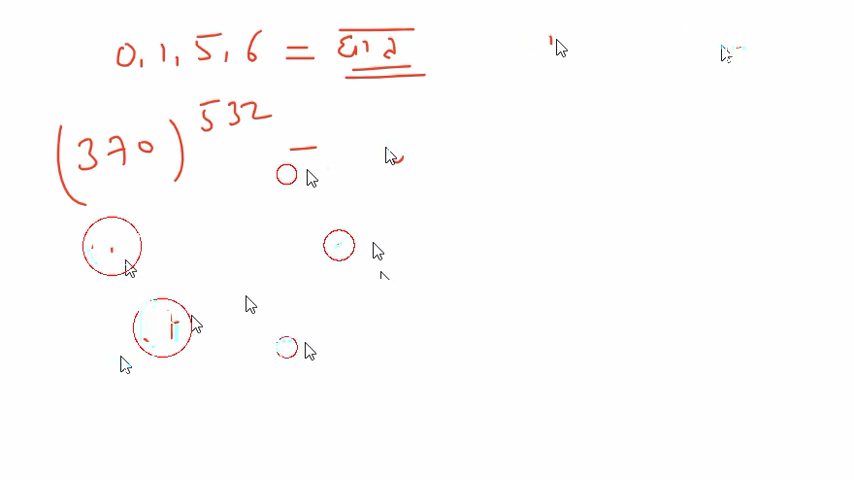 0, 1, 5, 6 = घात
(370)^532 -